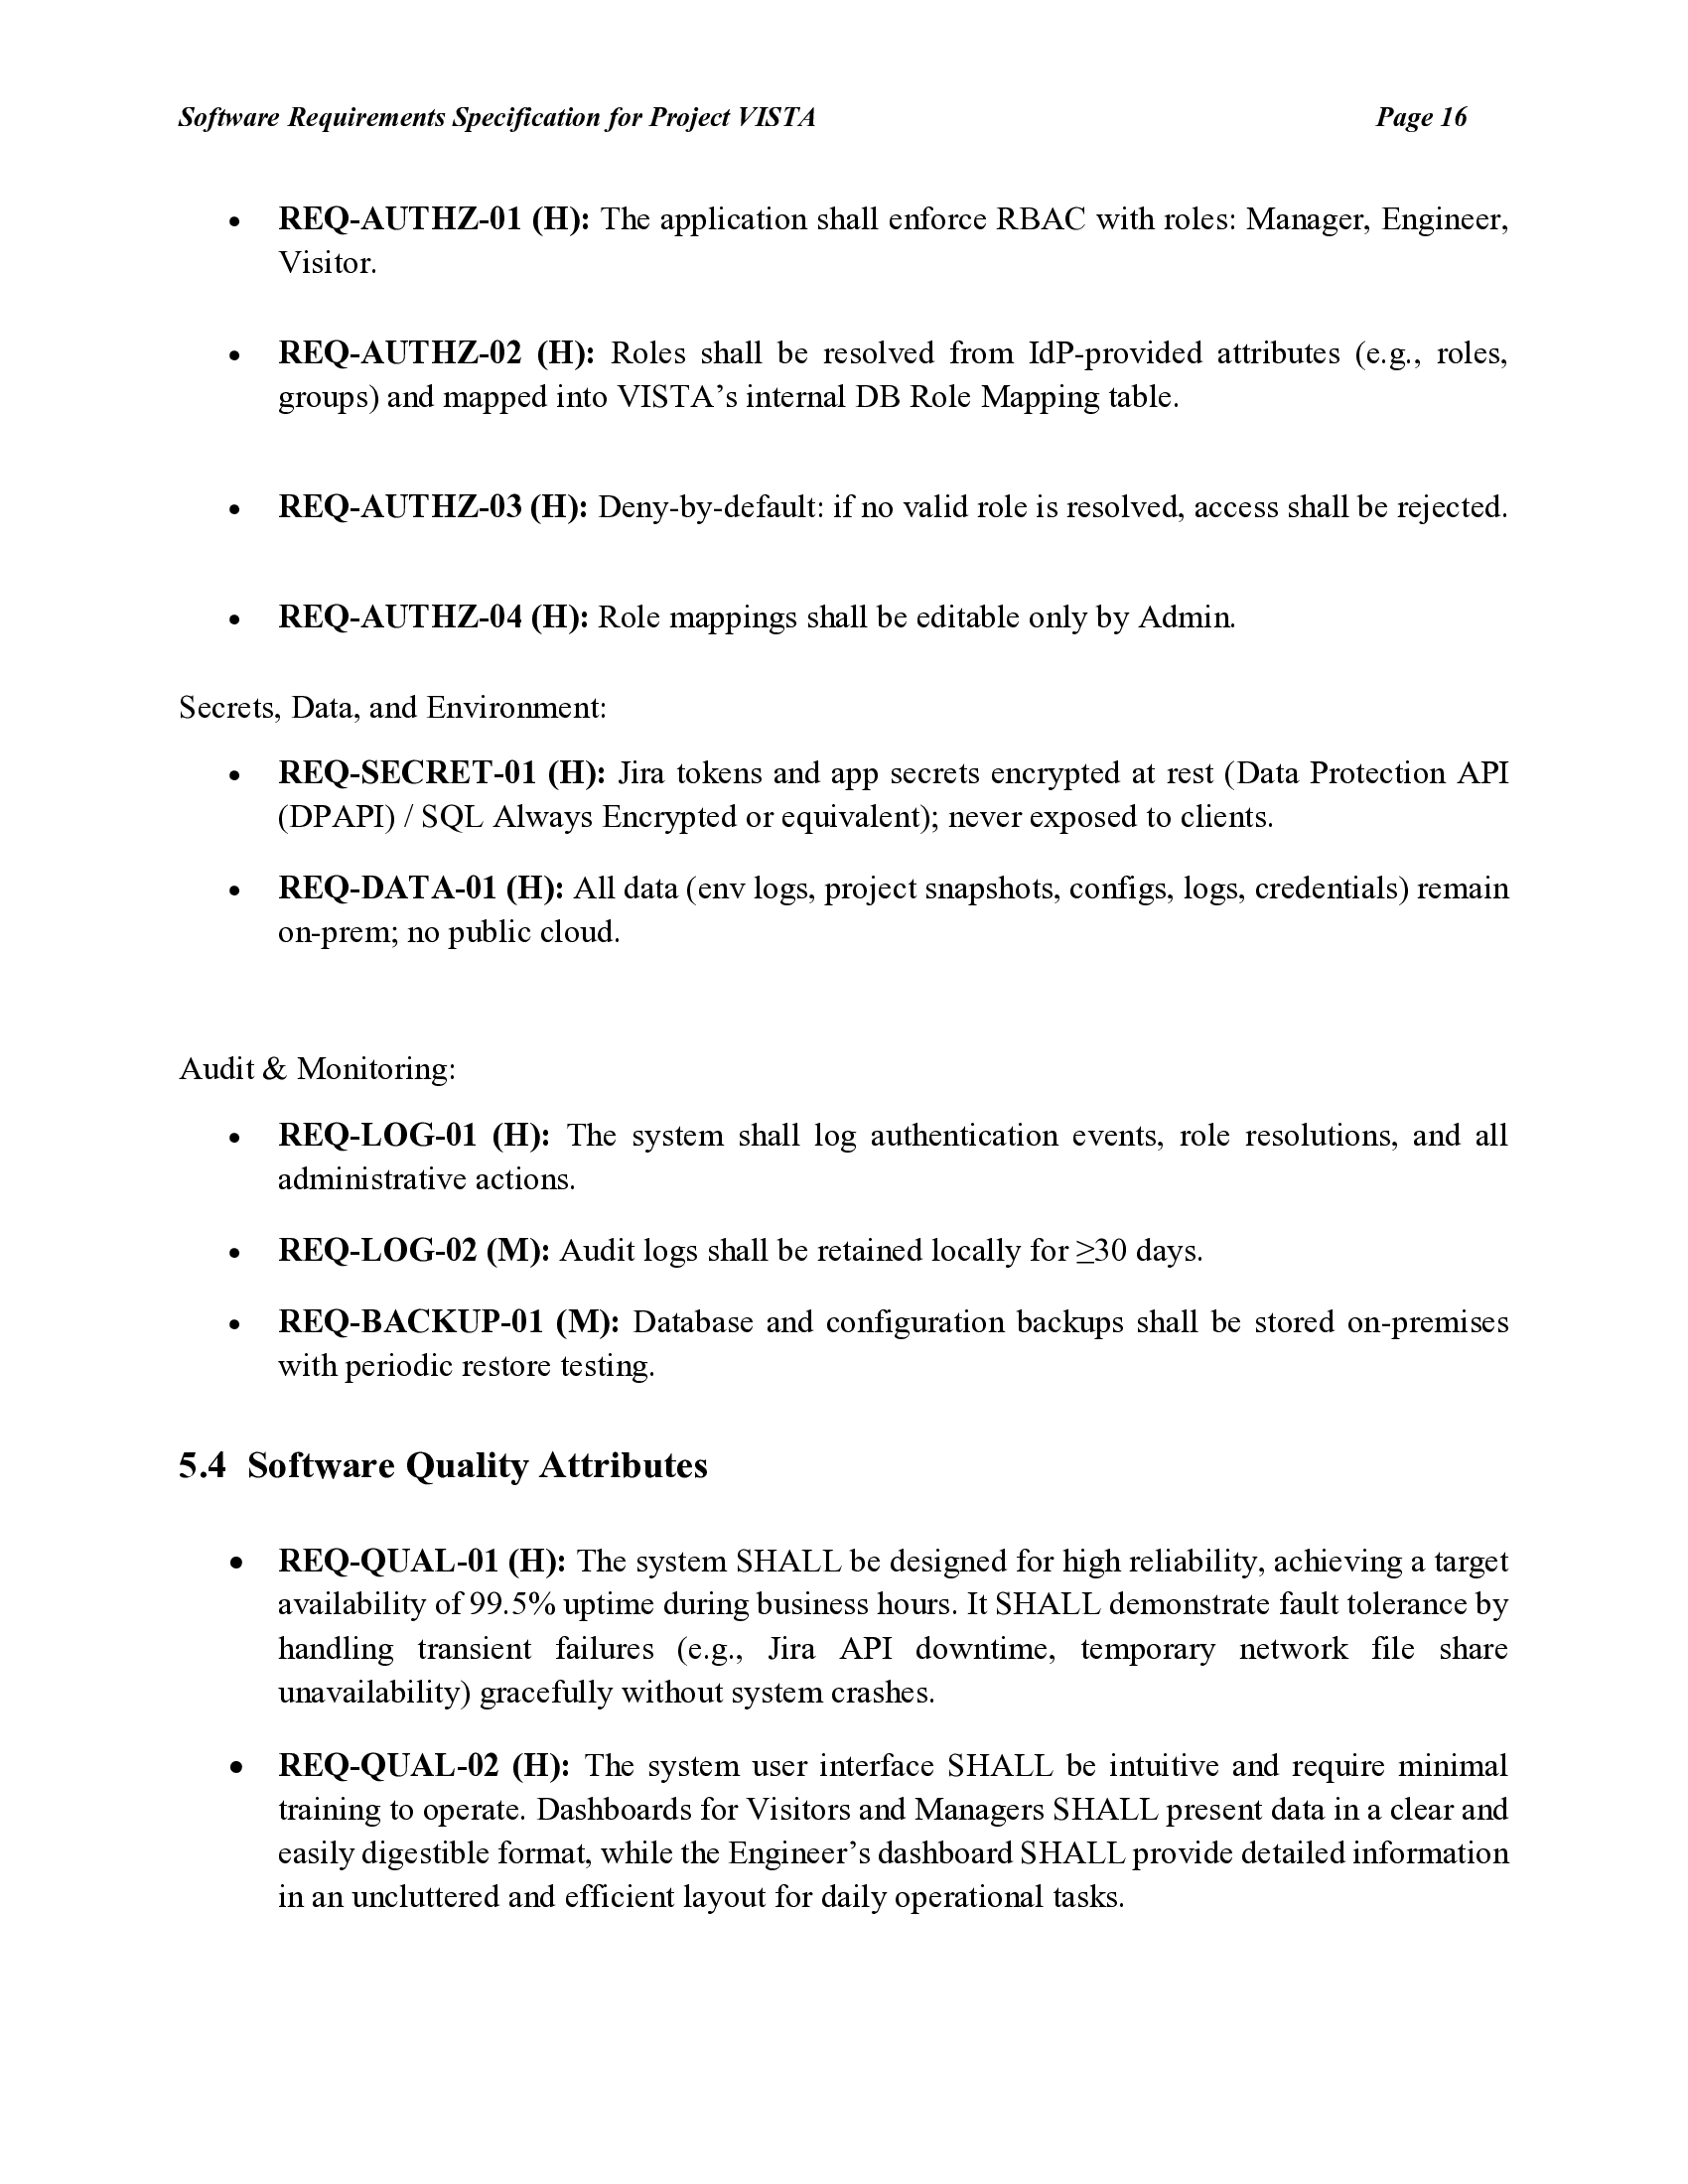 Software Requirements Specification for Project VISTA Page 16
• REQ-AUTHZ-01 (H): The application shall enforce RBAC with roles: Manager, Engineer,
Visitor.
• REQ-AUTHZ-02 (H): Roles shall be resolved from IdP-provided attributes (e.g., roles,
groups) and mapped into VISTA’s internal DB Role Mapping table.
• REQ-AUTHZ-03 (H): Deny-by-default: if no valid role is resolved, access shall be rejected.
• REQ-AUTHZ-04 (H): Role mappings shall be editable only by Admin.
Secrets, Data, and Environment:
• REQ-SECRET-01 (H): Jira tokens and app secrets encrypted at rest (Data Protection API
(DPAPI) / SQL Always Encrypted or equivalent); never exposed to clients.
• REQ-DATA-01 (H): All data (env logs, project snapshots, configs, logs, credentials) remain
on-prem; no public cloud.
Audit & Monitoring:
• REQ-LOG-01 (H): The system shall log authentication events, role resolutions, and all
administrative actions.
• REQ-LOG-02 (M): Audit logs shall be retained locally for ≥30 days.
• REQ-BACKUP-01 (M): Database and configuration backups shall be stored on-premises
with periodic restore testing.
5.4 Software Quality Attributes
• REQ-QUAL-01 (H): The system SHALL be designed for high reliability, achieving a target
availability of 99.5% uptime during business hours. It SHALL demonstrate fault tolerance by
handling transient failures (e.g., Jira API downtime, temporary network file share
unavailability) gracefully without system crashes.
• REQ-QUAL-02 (H): The system user interface SHALL be intuitive and require minimal
training to operate. Dashboards for Visitors and Managers SHALL present data in a clear and
easily digestible format, while the Engineer’s dashboard SHALL provide detailed information
in an uncluttered and efficient layout for daily operational tasks.